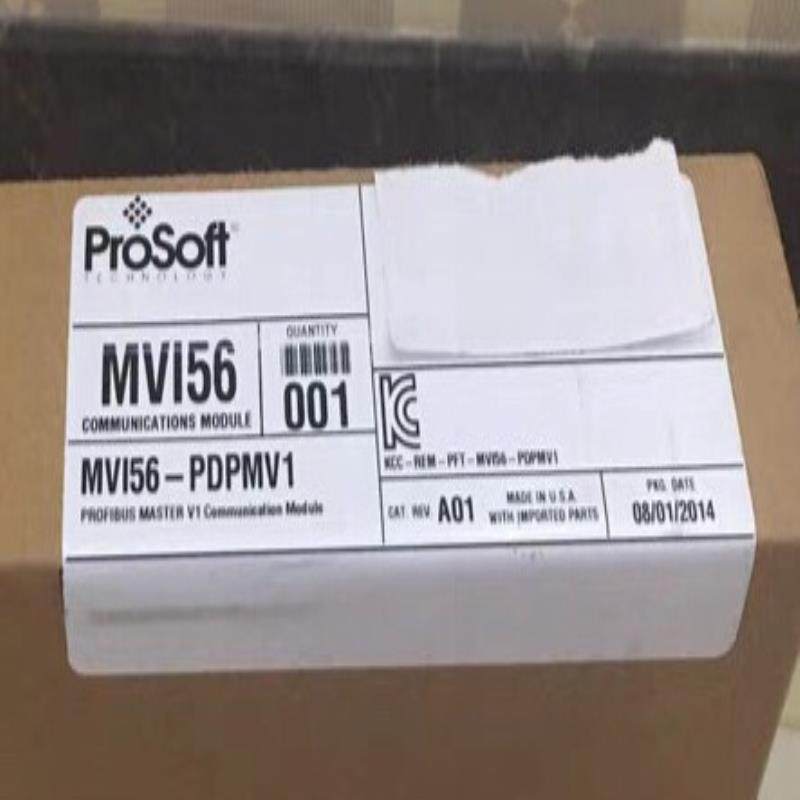 ProSoft
TECHNOLOGY
MVI56
COMMUNICATIONS MODULE
QUANTITY
001
MVI56-PDPMV1
PROFIBUS MASTER V1 Communication Module
KC
KCC-REM-PFT-MVI56-PDPMV1
CAT. REV. A01
MADE IN U.S.A.
WITH IMPORTED PARTS
PKG. DATE
08/01/2014